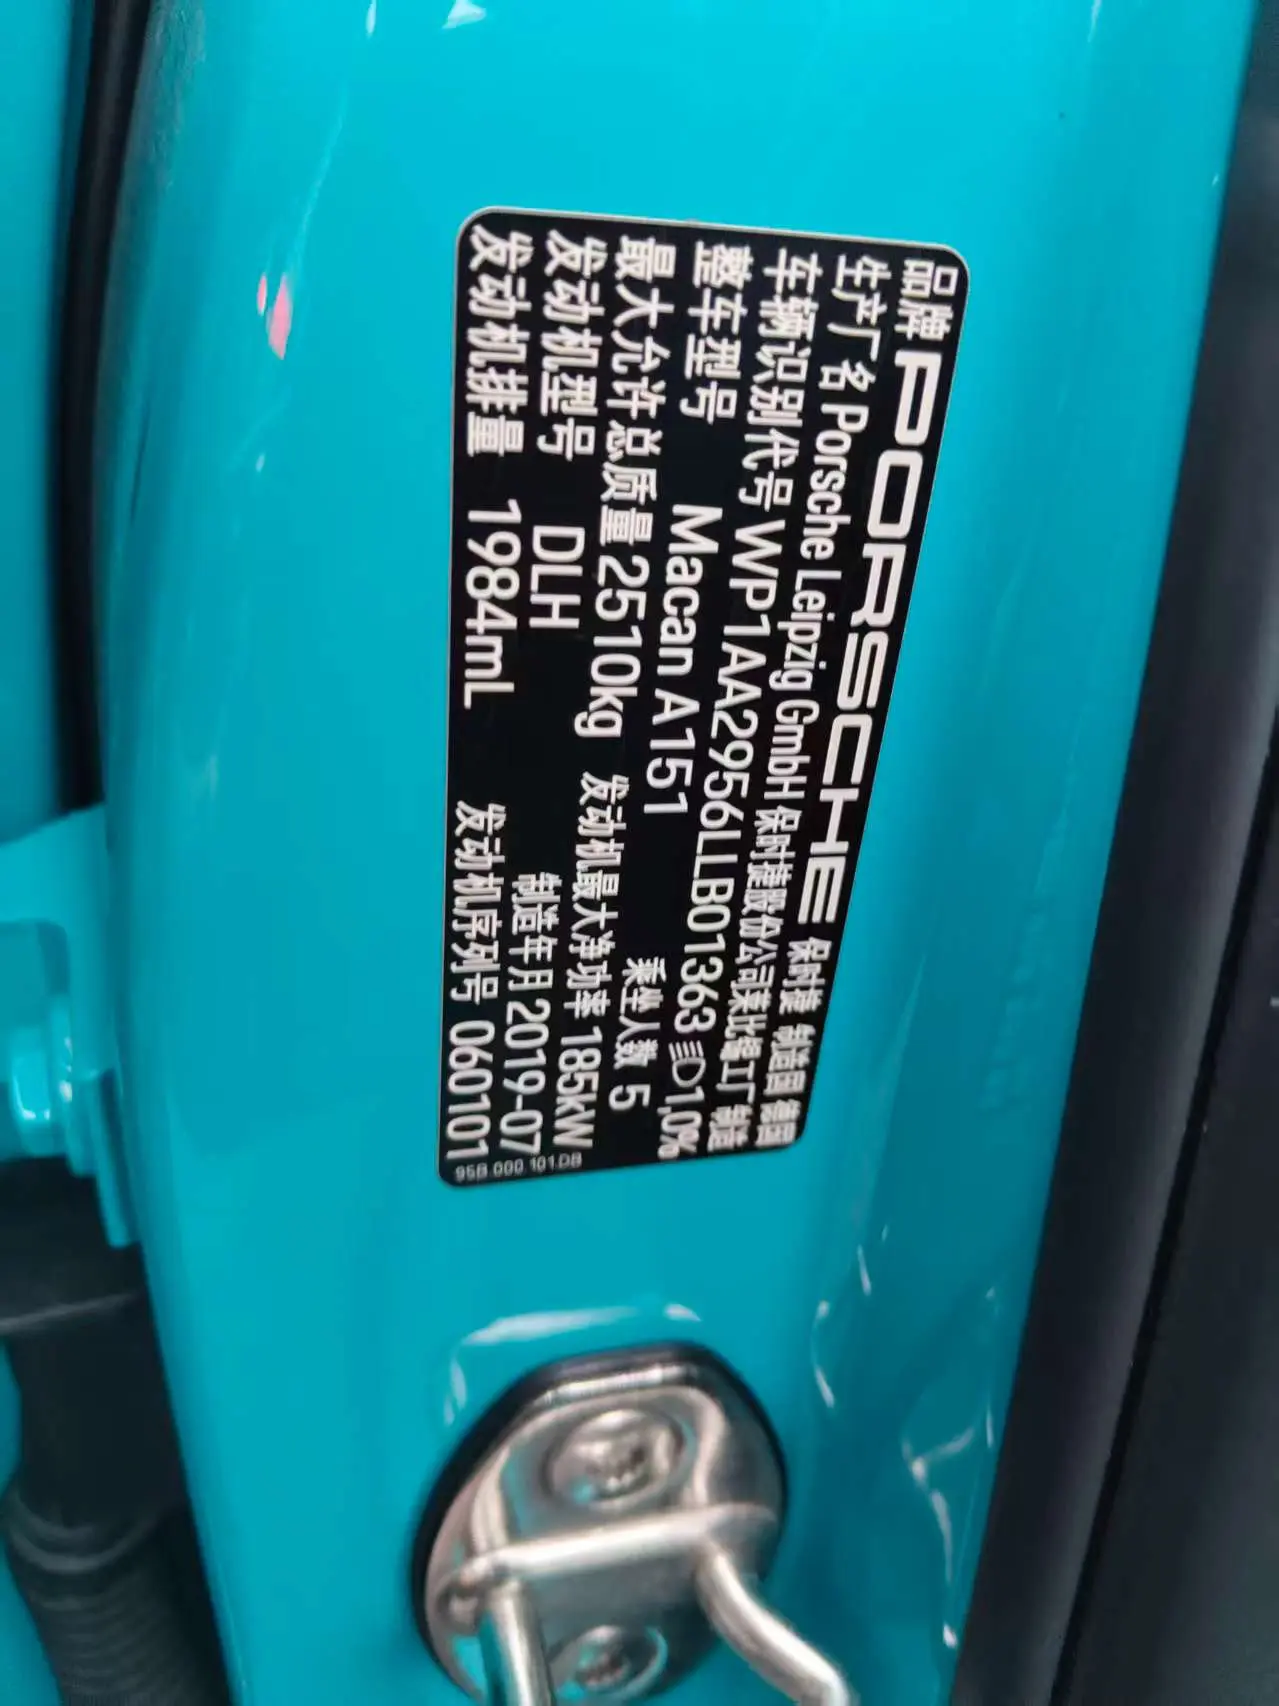 品牌 PORSCHE 保时捷 制造国 德国
生产厂名 Porsche Leipzig GmbH 保时捷股份公司莱比锡工厂 制造
车辆识别代号 WP1AA2956LLB01363 1,0%
整车型号 Macan A151 乘坐人数 5
最大允许总质量 2510kg 发动机最大净功率 185kW
发动机型号 DLH 制造年月 2019-07
发动机排量 1984mL 发动机序列号 060101
95B.000.101.DB